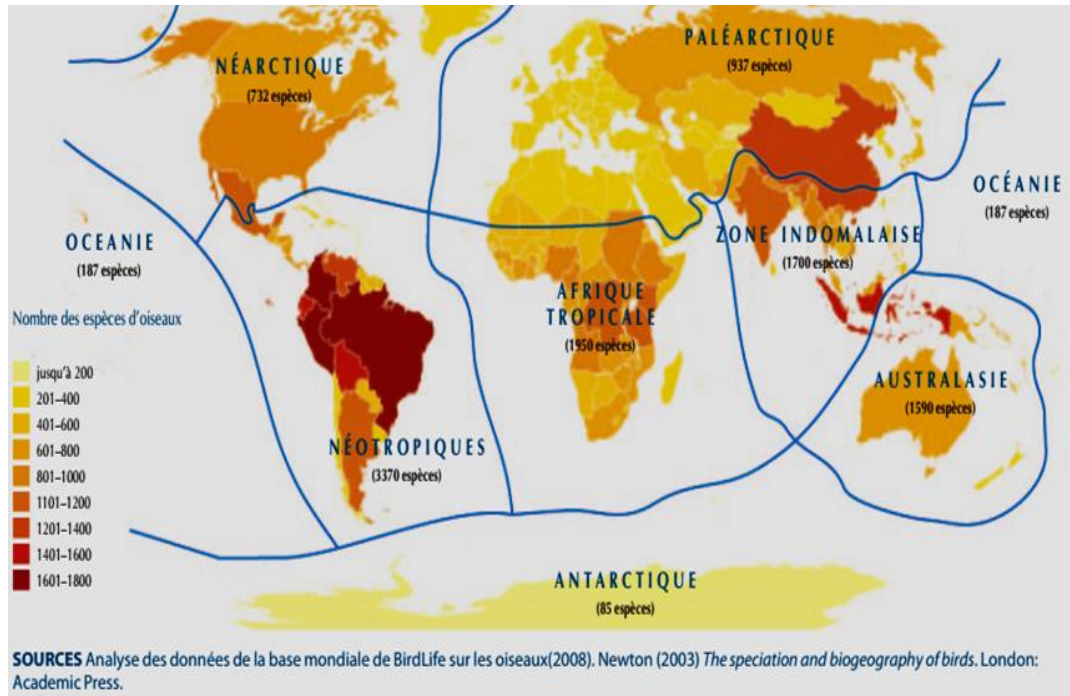 NÉARCTIQUE
(732 espèces)
PALÉARCTIQUE
(937 espèces)
OCÉANIE
(187 espèces)
OCEANIE
(187 espèces)
ZONE INDOMALAISE
(1700 espèces)
AFRIQUE
TROPICALE
(1950 espèces)
AUSTRALASIE
(1590 espèces)
NÉOTROPIQUES
(3370 espèces)
ANTARCTIQUE
(85 espèces)
Nombre des espèces d'oiseaux
jusqu'à 200
201–400
401–600
601–800
801–1000
1101–1200
1201–1400
1401–1600
1601–1800
SOURCES Analyse des données de la base mondiale de BirdLife sur les oiseaux(2008). Newton (2003) The speciation and biogeography of birds. London:
Academic Press.